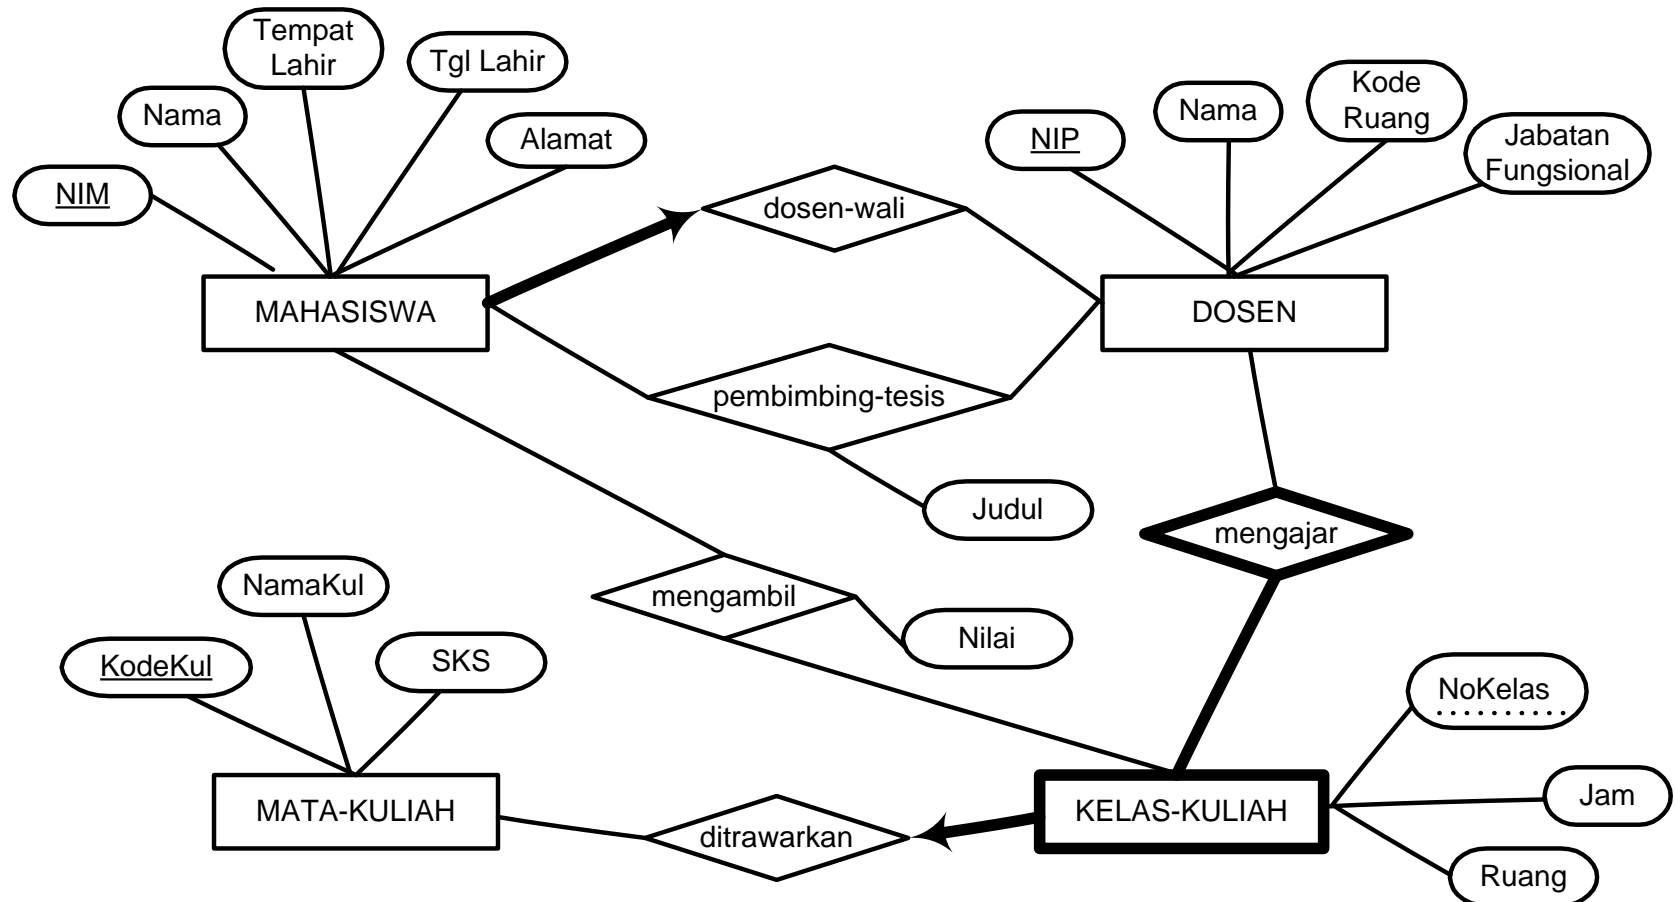 Tempat
Lahir
Tgl Lahir
Nama
Alamat
NIM
Kode
Ruang
Nama
NIP
Jabatan
Fungsional
dosen-wali
MAHASISWA
DOSEN
pembimbing-tesis
Judul
mengajar
NamaKul
mengambil
Nilai
KodeKul
SKS
NoKelas
Jam
MATA-KULIAH
ditrawarkan
KELAS-KULIAH
Ruang